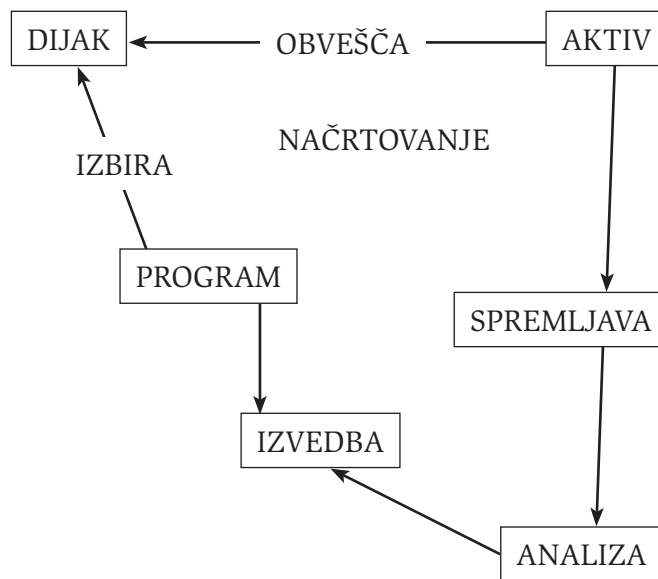 DIJAK
OBVEŠČA
AKTIV
NAČRTOVANJE
IZBIRA
PROGRAM
SPREMLJAVA
IZVEDBA
ANALIZA